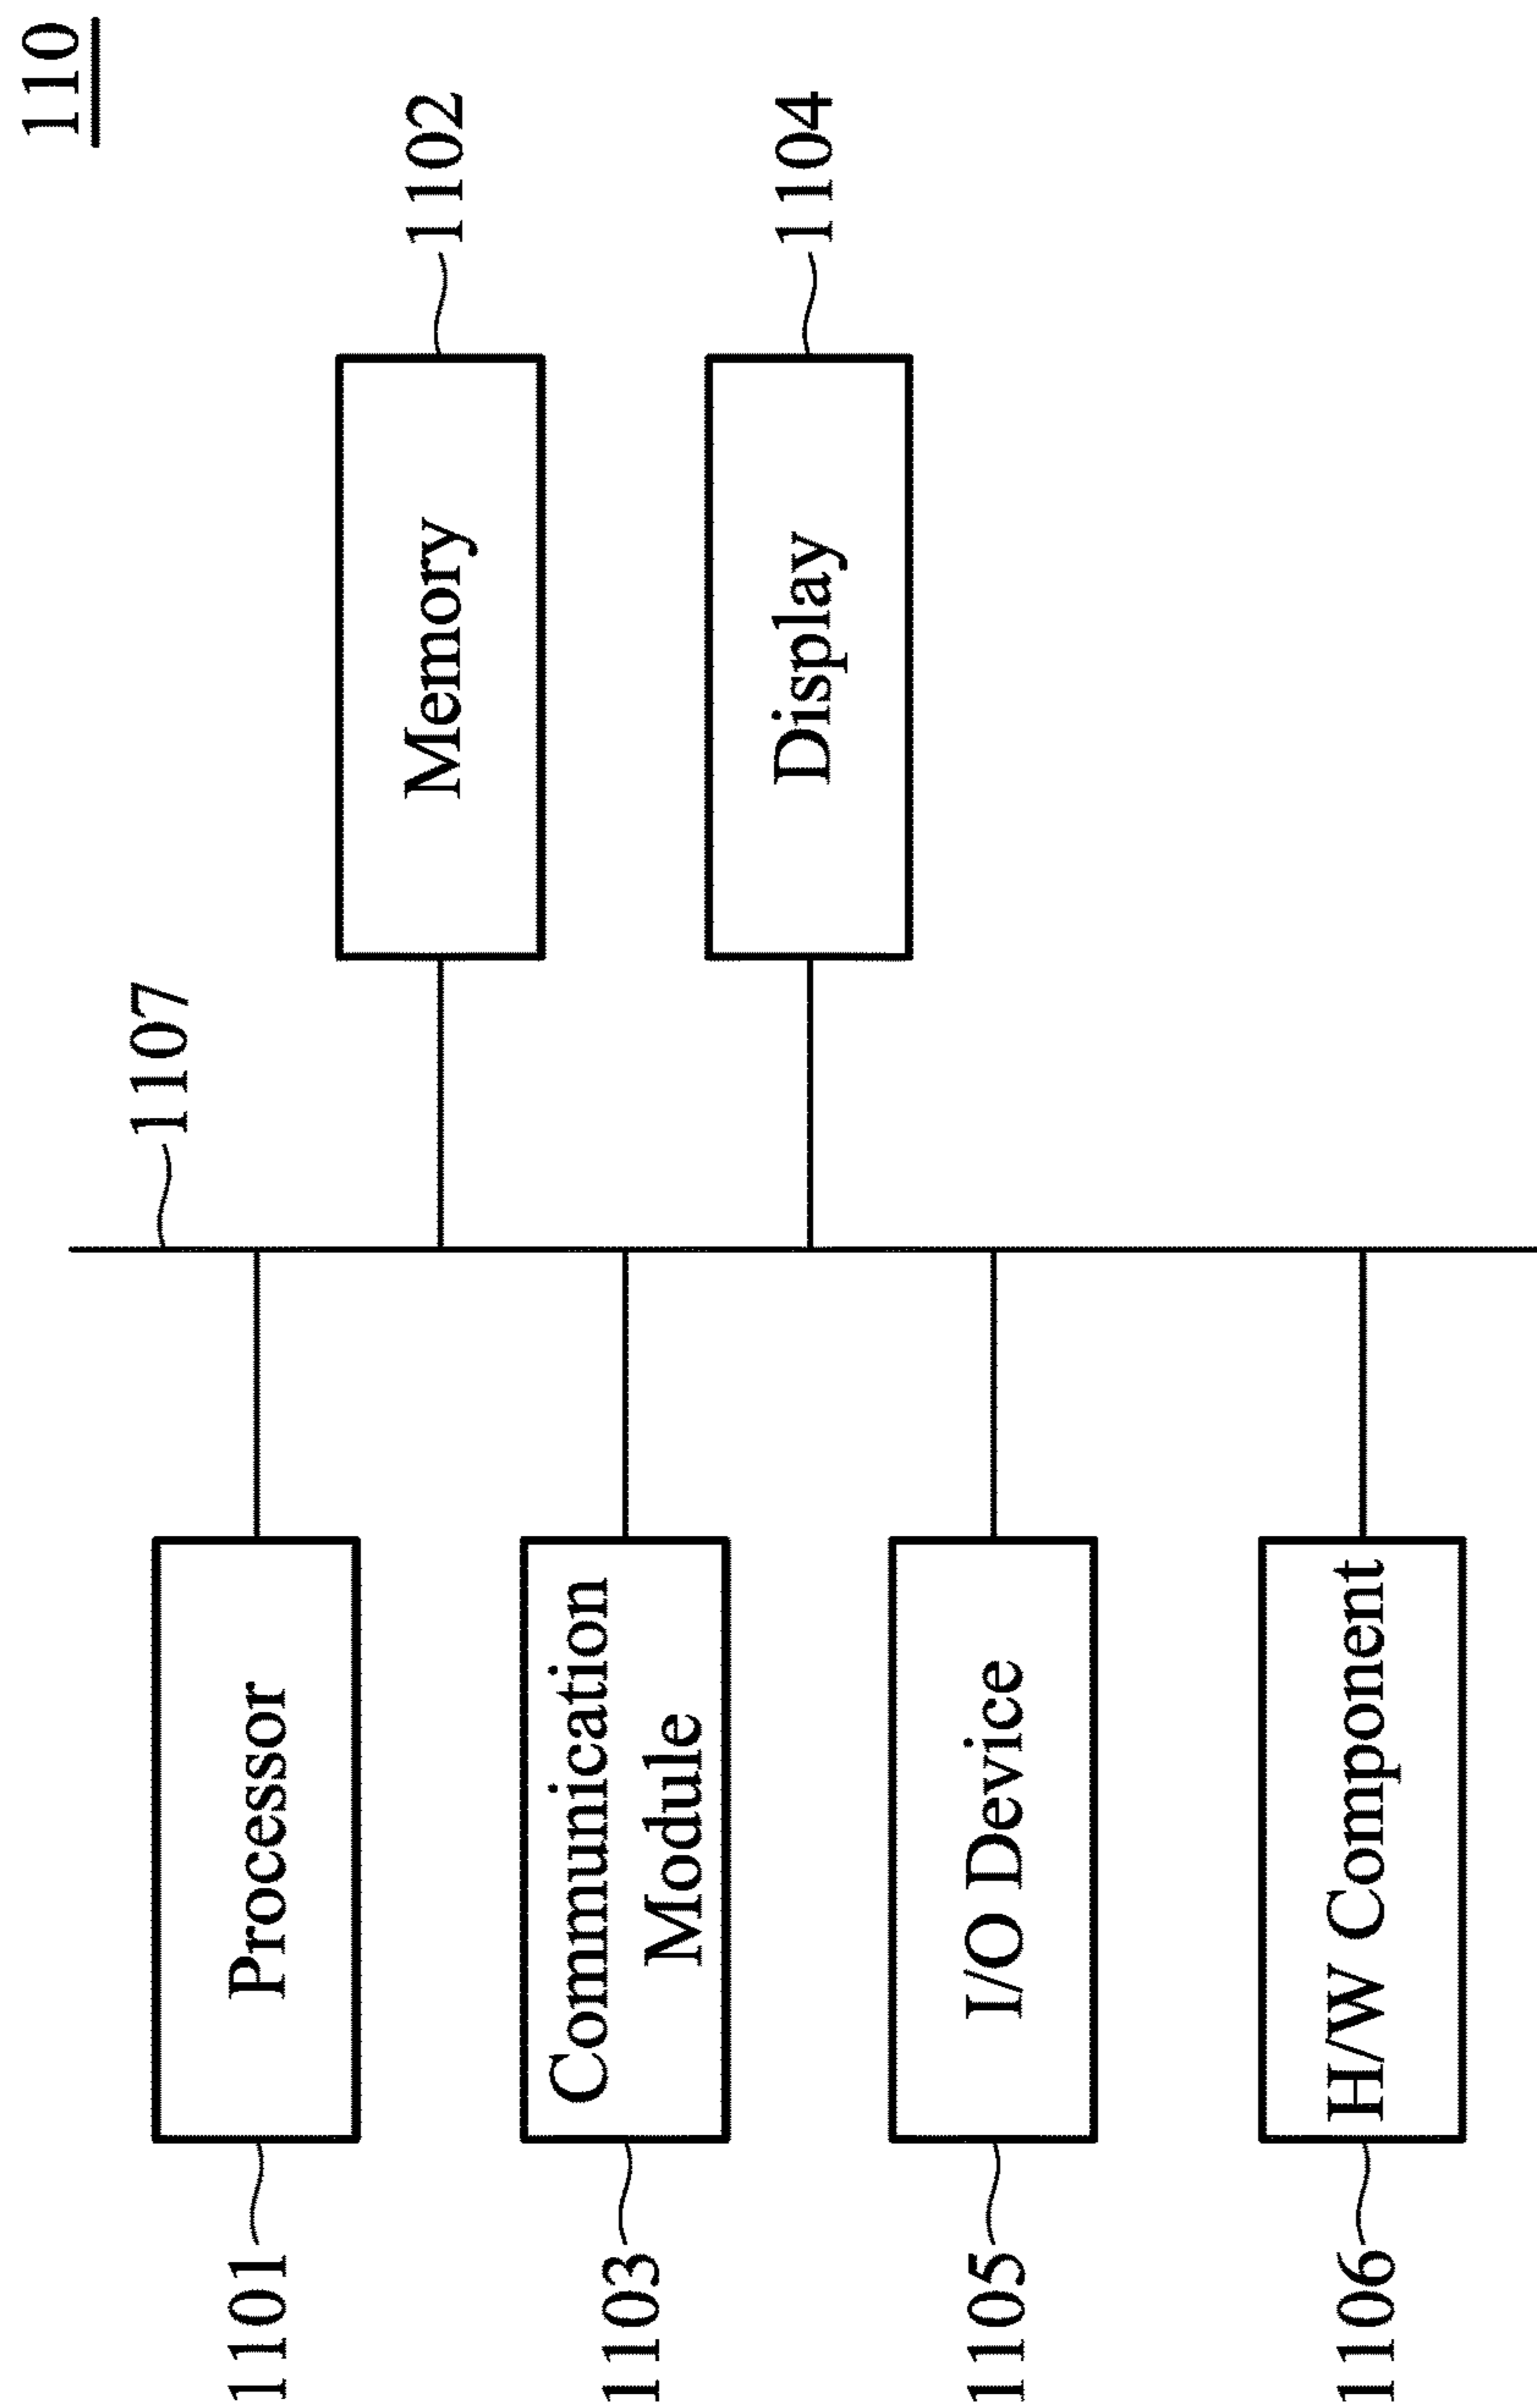 110
1107
1101
Processor
Memory
1102
1103
Communication
Module
Display
1104
1105
I/O Device
1106
H/W Component